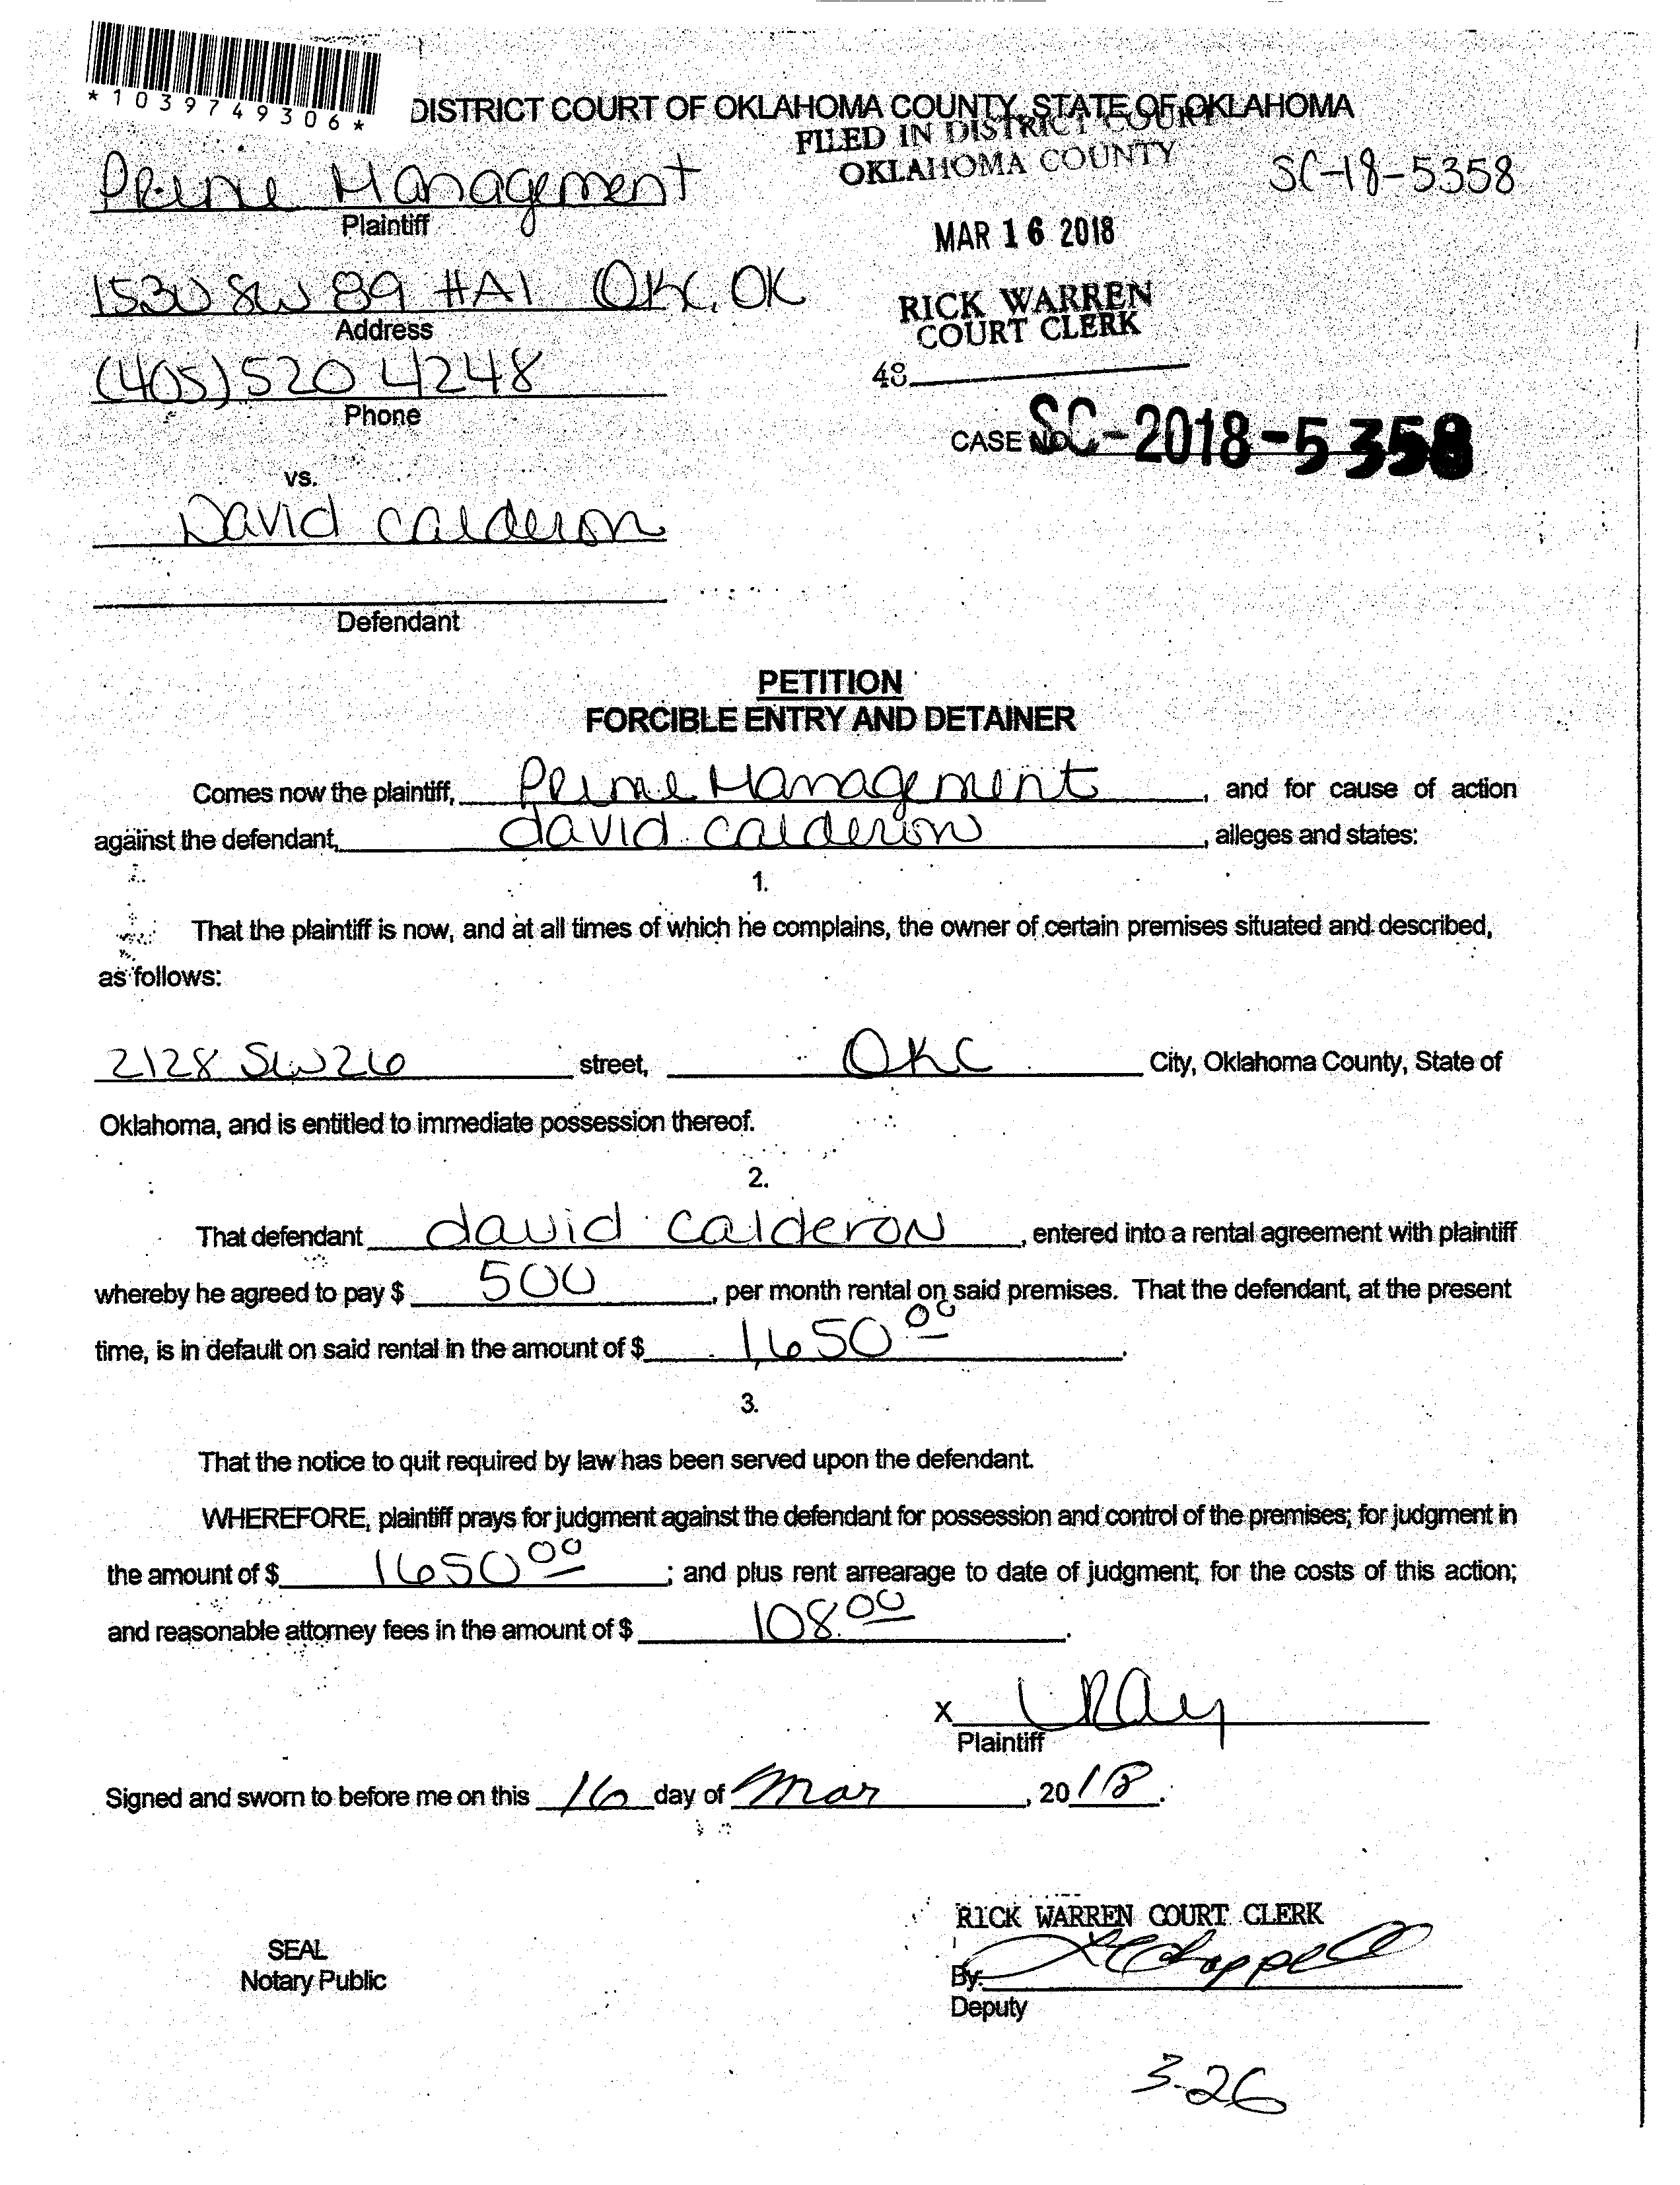 *1039749306*
DISTRICT COURT OF OKLAHOMA COUNTY, STATE OF OKLAHOMA
FILED IN DISTRICT COURT
OKLAHOMA COUNTY
SC-18-5358
Prime Management
Plaintiff
MAR 16 2018
1530 SW 89 #A1 OKC, OK
Address
RICK WARREN
COURT CLERK
(405) 520 4248
Phone
48
CASE NO. SC-2018-5358
vs.
David Calderon
Defendant
PETITION
FORCIBLE ENTRY AND DETAINER
Comes now the plaintiff, Prime Management, and for cause of action
against the defendant, david calderon, alleges and states:
1.
That the plaintiff is now, and at all times of which he complains, the owner of certain premises situated and described,
as follows:
2128 SW 26 street, OKC City, Oklahoma County, State of
Oklahoma, and is entitled to immediate possession thereof.
2.
That defendant david calderon, entered into a rental agreement with plaintiff
whereby he agreed to pay $ 500, per month rental on said premises. That the defendant, at the present
time, is in default on said rental in the amount of $ 1,650 00.
3.
That the notice to quit required by law has been served upon the defendant.
WHEREFORE, plaintiff prays for judgment against the defendant for possession and control of the premises; for judgment in
the amount of $ 1650 00; and plus rent arrearage to date of judgment; for the costs of this action;
and reasonable attorney fees in the amount of $ 108.00.
X LRay
Plaintiff
Signed and sworn to before me on this 16 day of Mar, 2018.
RICK WARREN COURT CLERK
SEAL
Notary Public
By: Chappell
Deputy
3-26